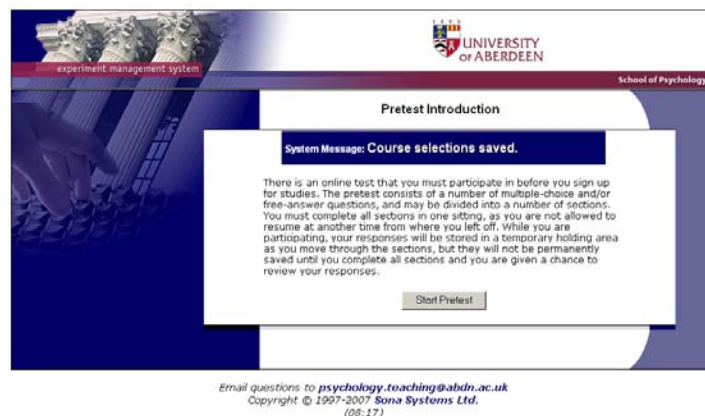 UNIVERSITY
OF ABERDEEN
experiment management system
School of Psychology
Pretest Introduction
System Message: Course selections saved.
There is an online test that you must participate in before you sign up
for studies. The pretest consists of a number of multiple-choice and/or
free-answer questions, and may be divided into a number of sections.
You must complete all sections in one sitting, as you are not allowed to
resume at another time from where you left off. While you are
participating, your responses will be stored in a temporary holding area
as you move through the sections, but they will not be permanently
saved until you complete all sections and you are given a chance to
review your responses.
Start Pretest
Email questions to psychology.teaching@abdn.ac.uk
Copyright © 1997-2007 Sona Systems Ltd.
(08:17)